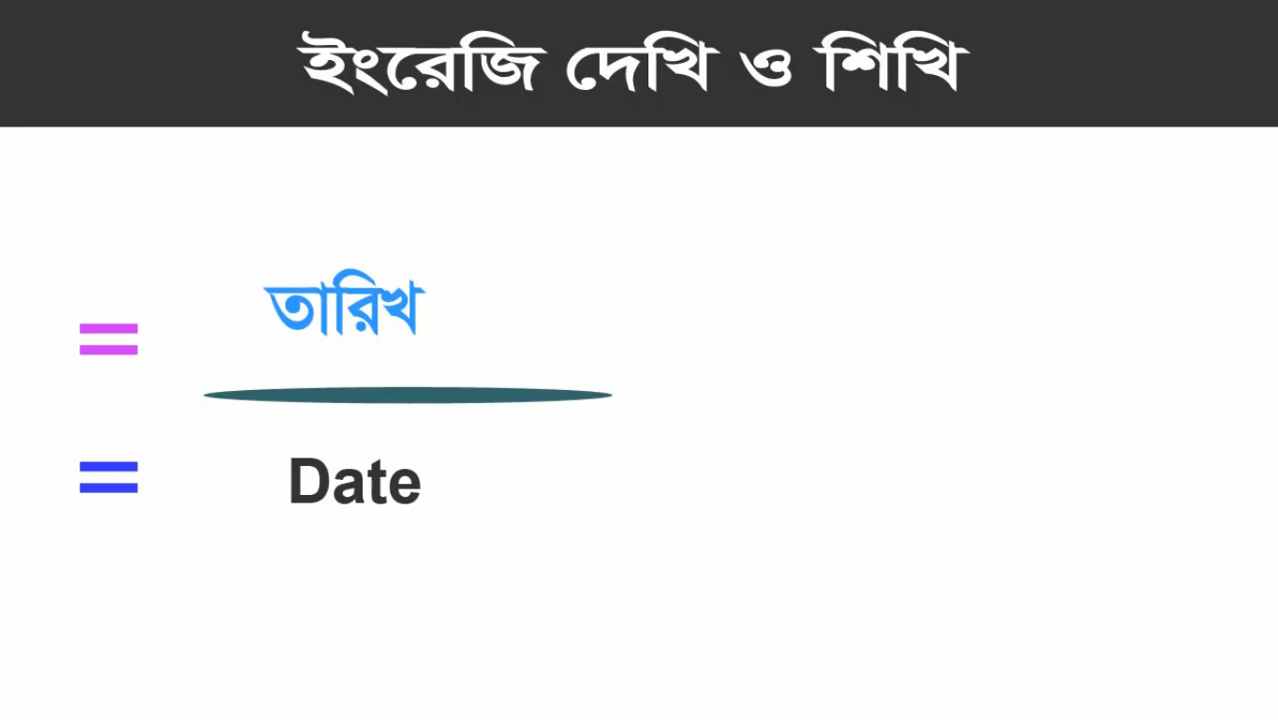 ইংরেজি দেখি ও শিখি
= তারিখ
= Date